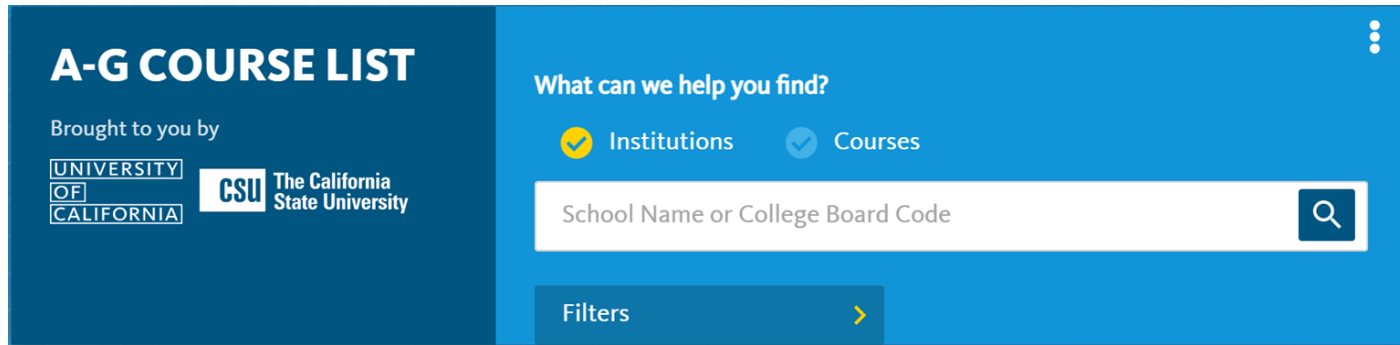 A-G COURSE LIST
Brought to you by
UNIVERSITY
OF
CALIFORNIA
CSU The California
State University
What can we help you find?
Institutions
Courses
School Name or College Board Code
Filters